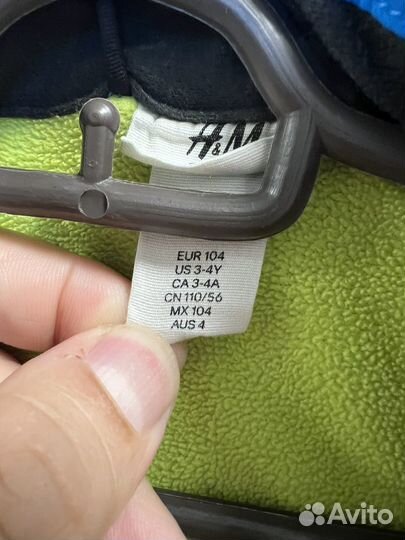 H&M
EUR 104
US 3-4Y
CA 3-4A
CN 110/56
MX 104
AUS 4
Avito